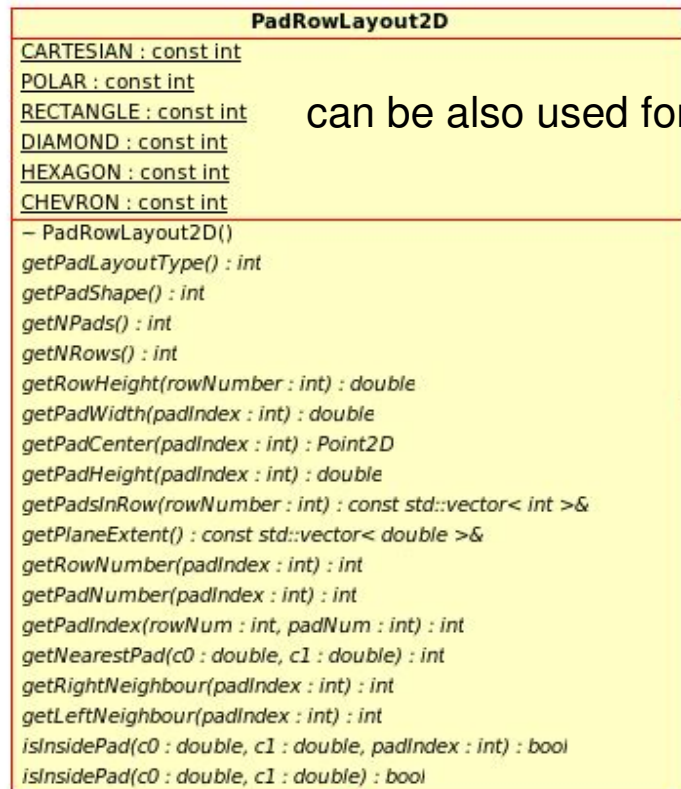 PadRowLayout2D
CARTESIAN : const int
POLAR : const int
RECTANGLE : const int
can be also used for
DIAMOND : const int
HEXAGON : const int
CHEVRON : const int
~ PadRowLayout2D()
getPadLayoutType() : int
getPadShape() : int
getNPads() : int
getNRows() : int
getRowHeight(rowNumber : int) : double
getPadWidth(padIndex : int) : double
getPadCenter(padIndex : int) : Point2D
getPadHeight(padIndex : int) : double
getPadsInRow(rowNumber : int) : const std::vector< int >&
getPlaneExtent() : const std::vector< double >&
getRowNumber(padIndex : int) : int
getPadNumber(padIndex : int) : int
getPadIndex(rowNum : int, padNum : int) : int
getNearestPad(c0 : double, c1 : double) : int
getRightNeighbour(padIndex : int) : int
getLeftNeighbour(padIndex : int) : int
isInsidePad(c0 : double, c1 : double, padIndex : int) : bool
isInsidePad(c0 : double, c1 : double) : bool